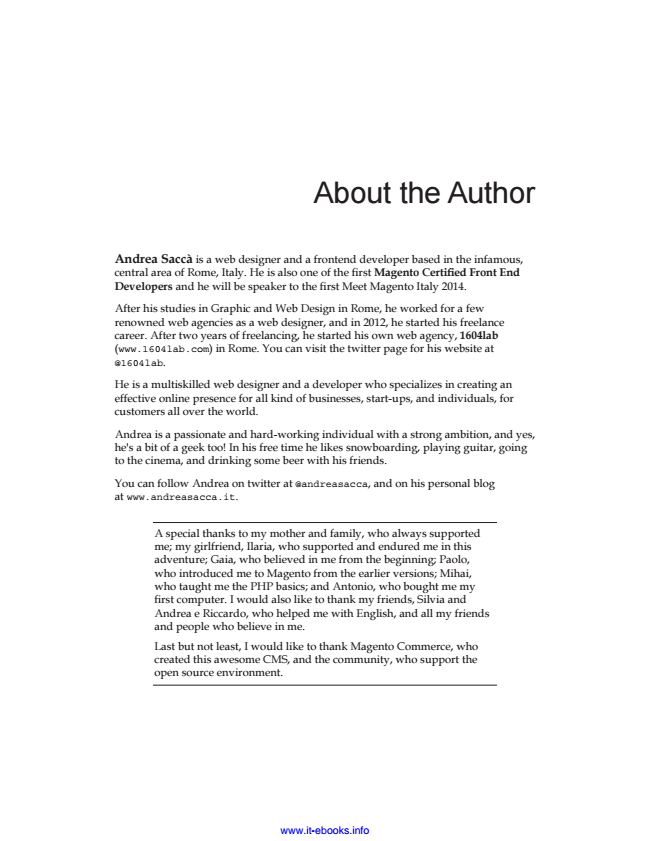 About the Author
Andrea Saccà is a web designer and a frontend developer based in the infamous,
central area of Rome, Italy. He is also one of the first Magento Certified Front End
Developers and he will be speaker to the first Meet Magento Italy 2014.
After his studies in Graphic and Web Design in Rome, he worked for a few
renowned web agencies as a web designer, and in 2012, he started his freelance
career. After two years of freelancing, he started his own web agency, 1604lab
(www.1604lab.com) in Rome. You can visit the twitter page for his website at
@1604lab.
He is a multiskilled web designer and a developer who specializes in creating an
effective online presence for all kind of businesses, start-ups, and individuals, for
customers all over the world.
Andrea is a passionate and hard-working individual with a strong ambition, and yes,
he's a bit of a geek too! In his free time he likes snowboarding, playing guitar, going
to the cinema, and drinking some beer with his friends.
You can follow Andrea on twitter at @andreasacca, and on his personal blog
at www.andreasacca.it.
A special thanks to my mother and family, who always supported
me; my girlfriend, Ilaria, who supported and endured me in this
adventure; Gaia, who believed in me from the beginning; Paolo,
who introduced me to Magento from the earlier versions; Mihai,
who taught me the PHP basics; and Antonio, who bought me my
first computer. I would also like to thank my friends, Silvia and
Andrea e Riccardo, who helped me with English, and all my friends
and people who believe in me.
Last but not least, I would like to thank Magento Commerce, who
created this awesome CMS, and the community, who support the
open source environment.
www.it-ebooks.info